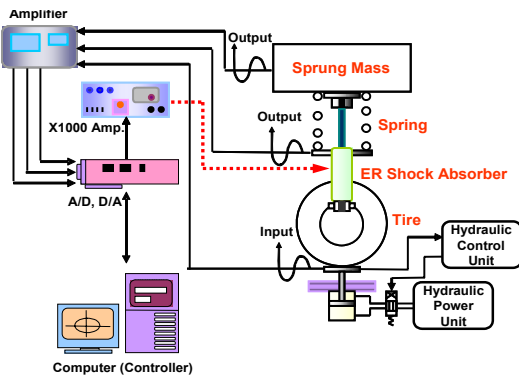 Amplifier
Output
Sprung Mass
Output
Spring
X1000 Amp.
ER Shock Absorber
A/D, D/A
Tire
Input
Hydraulic
Control
Unit
Hydraulic
Power
Unit
Computer (Controller)